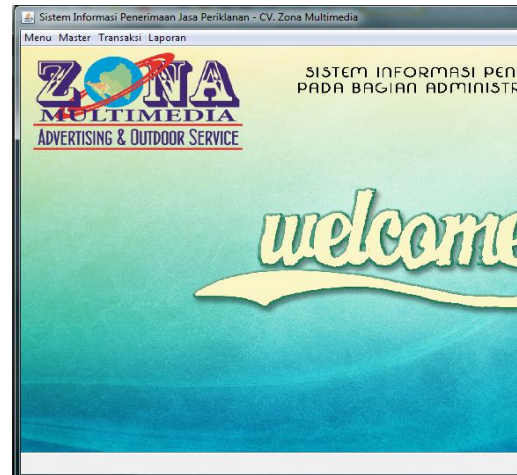 Sistem Informasi Penerimaan Jasa Periklanan - CV. Zona Multimedia
Menu Master Transaksi Laporan
ZONA
MULTIMEDIA
ADVERTISING & OUTDOOR SERVICE
SISTEM INFORMASI PEN
PADA BAGIAN ADMINISTR
welcome